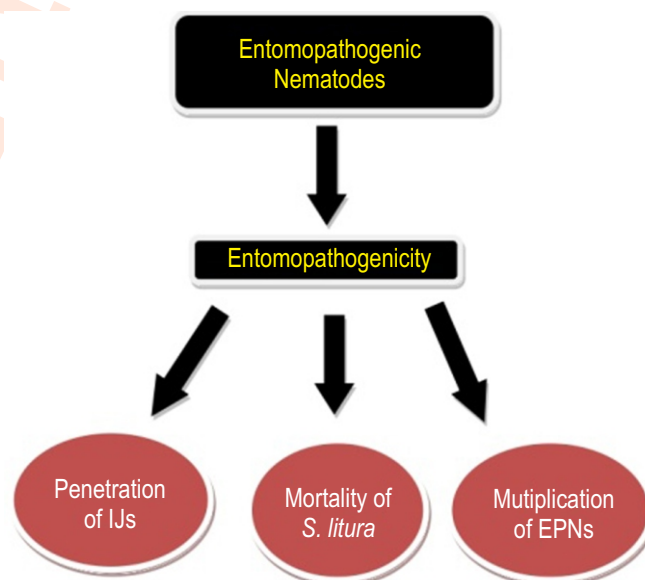 Entomopathogenic
Nematodes
Entomopathogenicity
Penetration
of IJs
Mortality of
S. litura
Mutiplication
of EPNs